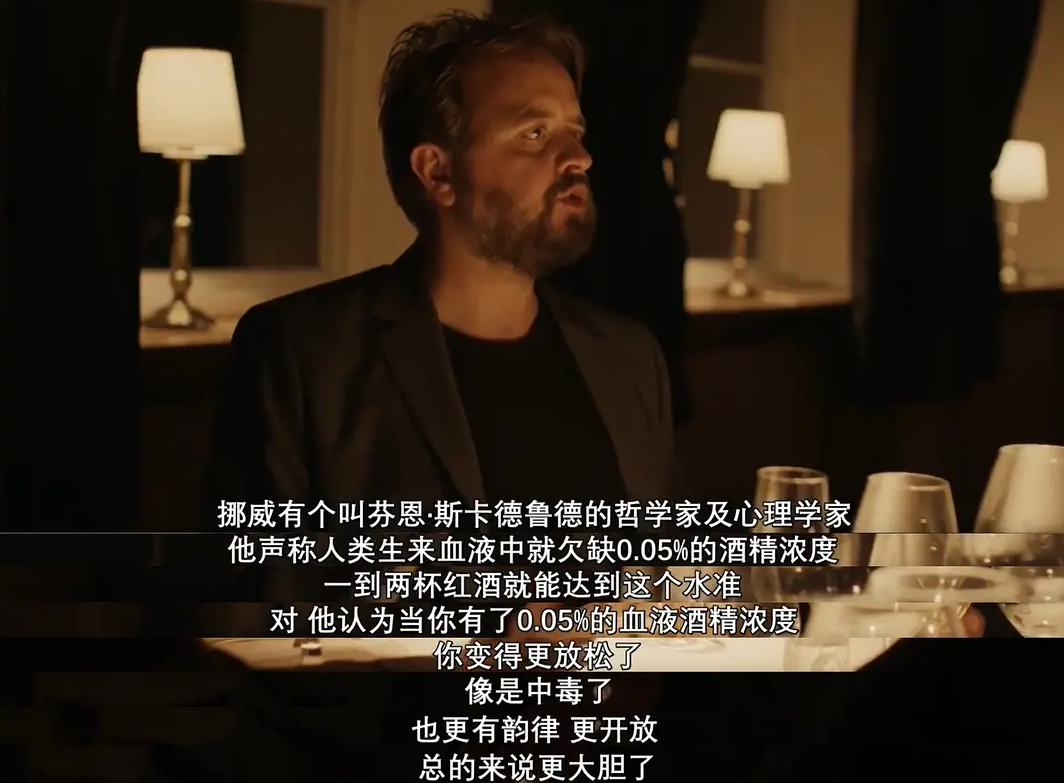 挪威有个叫芬恩·斯卡德鲁德的哲学家及心理学家
他声称人类生来血液中就欠缺0.05%的酒精浓度
一到两杯红酒就能达到这个水准
对 他认为当你有了0.05%的血液酒精浓度
你变得更放松了
像是中毒了
也更有韵律 更开放
总的来说更大胆了